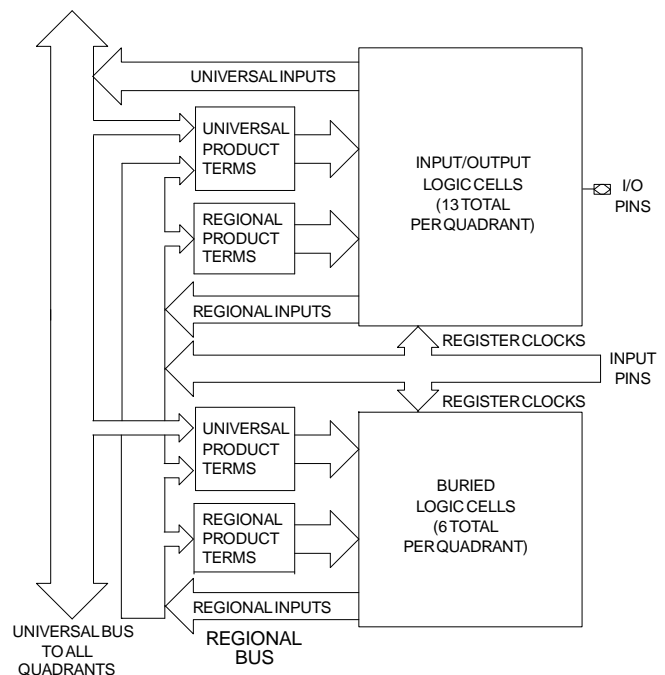 UNIVERSAL INPUTS
UNIVERSAL
PRODUCT
TERMS
REGIONAL
PRODUCT
TERMS
REGIONAL INPUTS
INPUT/OUTPUT
LOGIC CELLS
(13 TOTAL
PER QUADRANT)
I/O
PINS
REGISTER CLOCKS
INPUT
PINS
REGISTER CLOCKS
UNIVERSAL
PRODUCT
TERMS
REGIONAL
PRODUCT
TERMS
REGIONAL INPUTS
BURIED
LOGIC CELLS
(6 TOTAL
PER QUADRANT)
UNIVERSAL BUS
TO ALL
QUADRANTS
REGIONAL
BUS